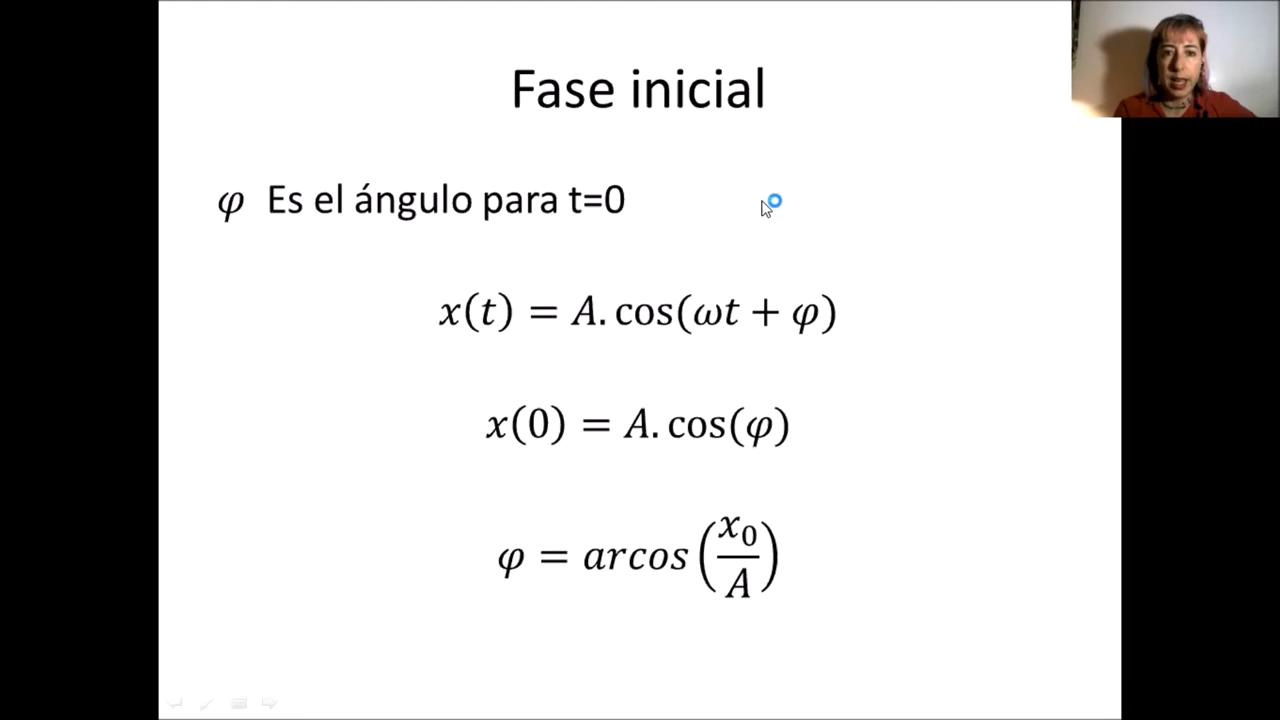 Fase inicial
φ Es el ángulo para t=0
x(t) = A. cos(ωt + φ)
x(0) = A. cos(φ)
φ = arcos(x₀/A)